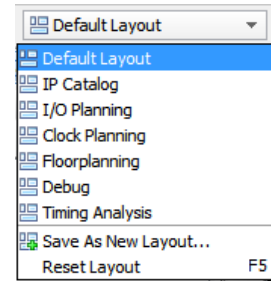 Default Layout
Default Layout
IP Catalog
I/O Planning
Clock Planning
Floorplanning
Debug
Timing Analysis
Save As New Layout...
Reset Layout F5